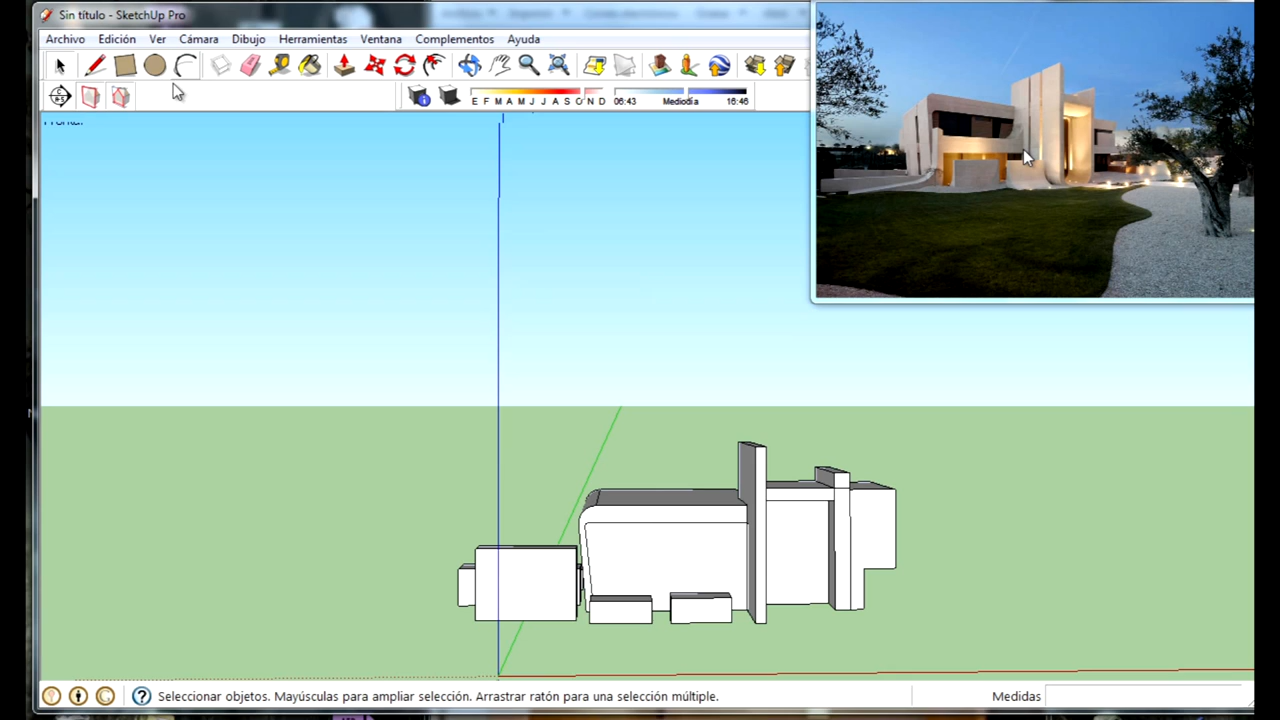 Sin título - SketchUp Pro
Archivo Edición Ver Cámara Dibujo Herramientas Ventana Complementos Ayuda
E F M A M J J A S O N D 06:43 Mediodía 16:46
Seleccionar objetos. Mayúsculas para ampliar selección. Arrastrar ratón para una selección múltiple. Medidas